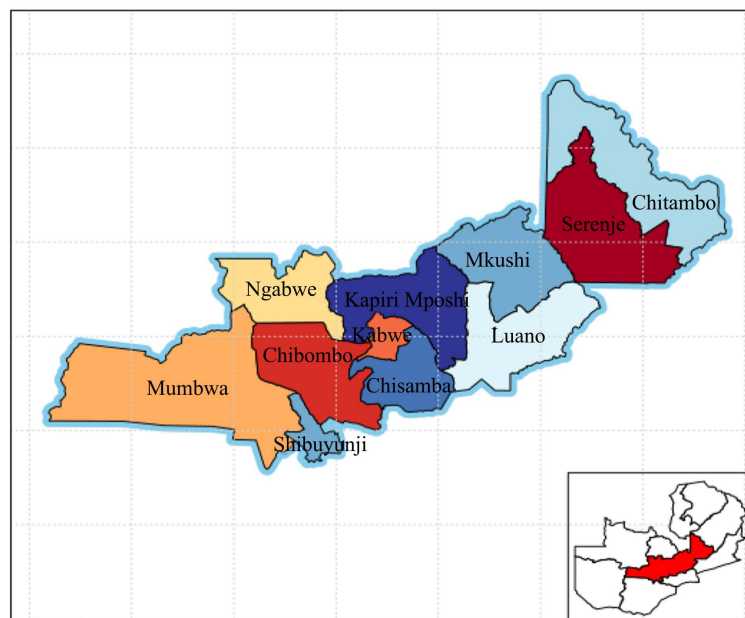 Chitambo
Serenje
Mkushi
Ngabwe
Kapiri Mposhi
Kabwe
Luano
Chibombo
Mumbwa
Chisamba
Shibuyunji